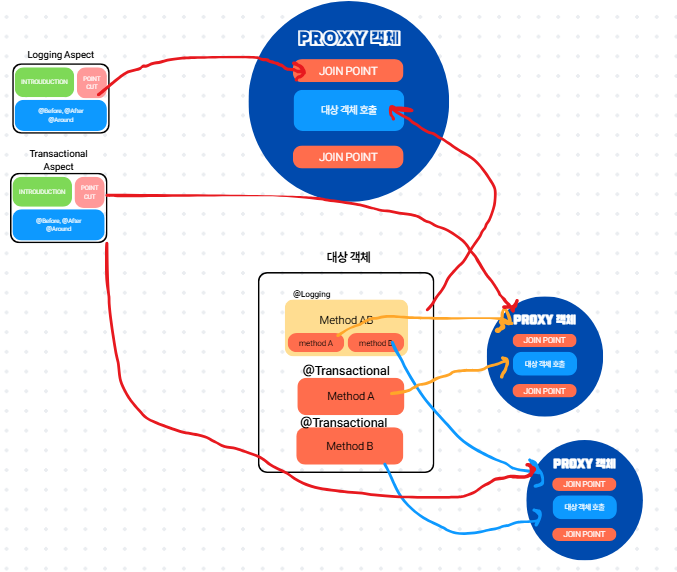 PROXY 객체
JOIN POINT
대상 객체 호출
JOIN POINT
Logging Aspect
INTROUDUCTION
POINT
CUT
@Before, @After
@Around
Transactional
Aspect
INTROUDUCTION
POINT
CUT
@Before, @After
@Around
대상 객체
@Logging
Method AB
method A
method B
@Transactional
Method A
@Transactional
Method B
PROXY 객체
JOIN POINT
대상 객체 호출
JOIN POINT
PROXY 객체
JOIN POINT
대상 객체 호출
JOIN POINT